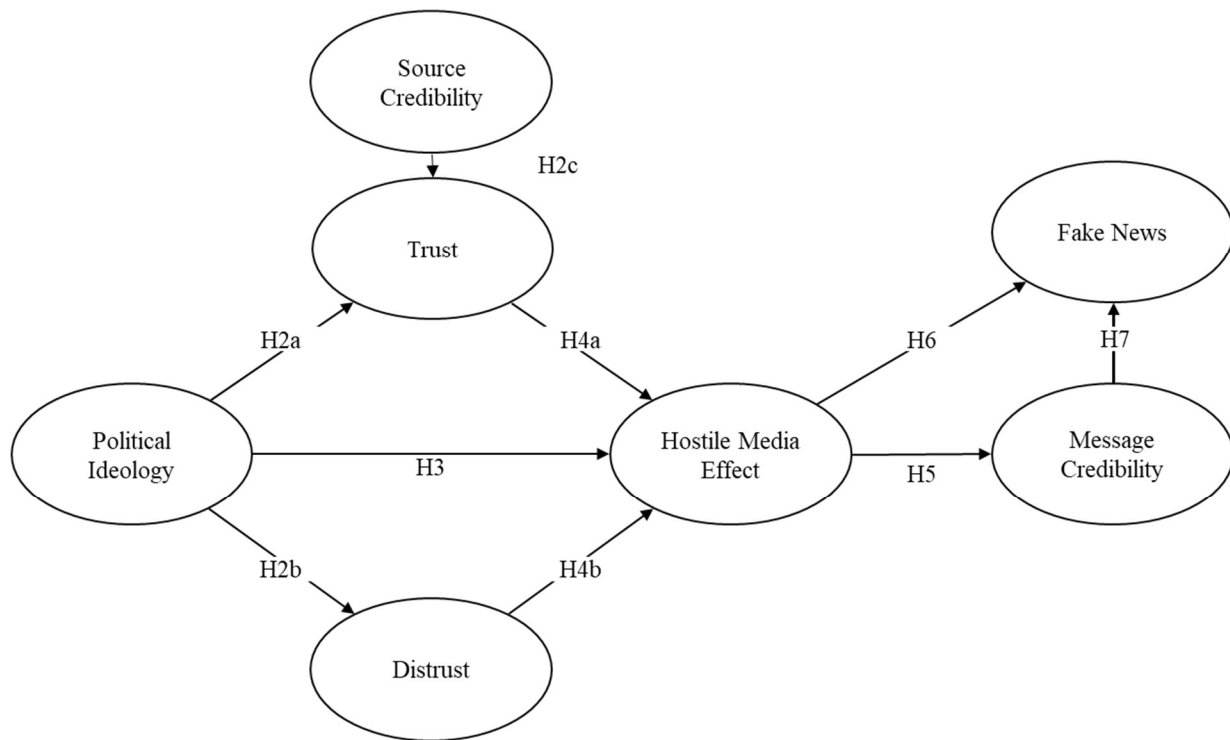 Source
Credibility
H2c
Trust
Fake News
H2a
H4a
H6
H7
Political
Ideology
H3
Hostile Media
Effect
H5
Message
Credibility
H2b
H4b
Distrust